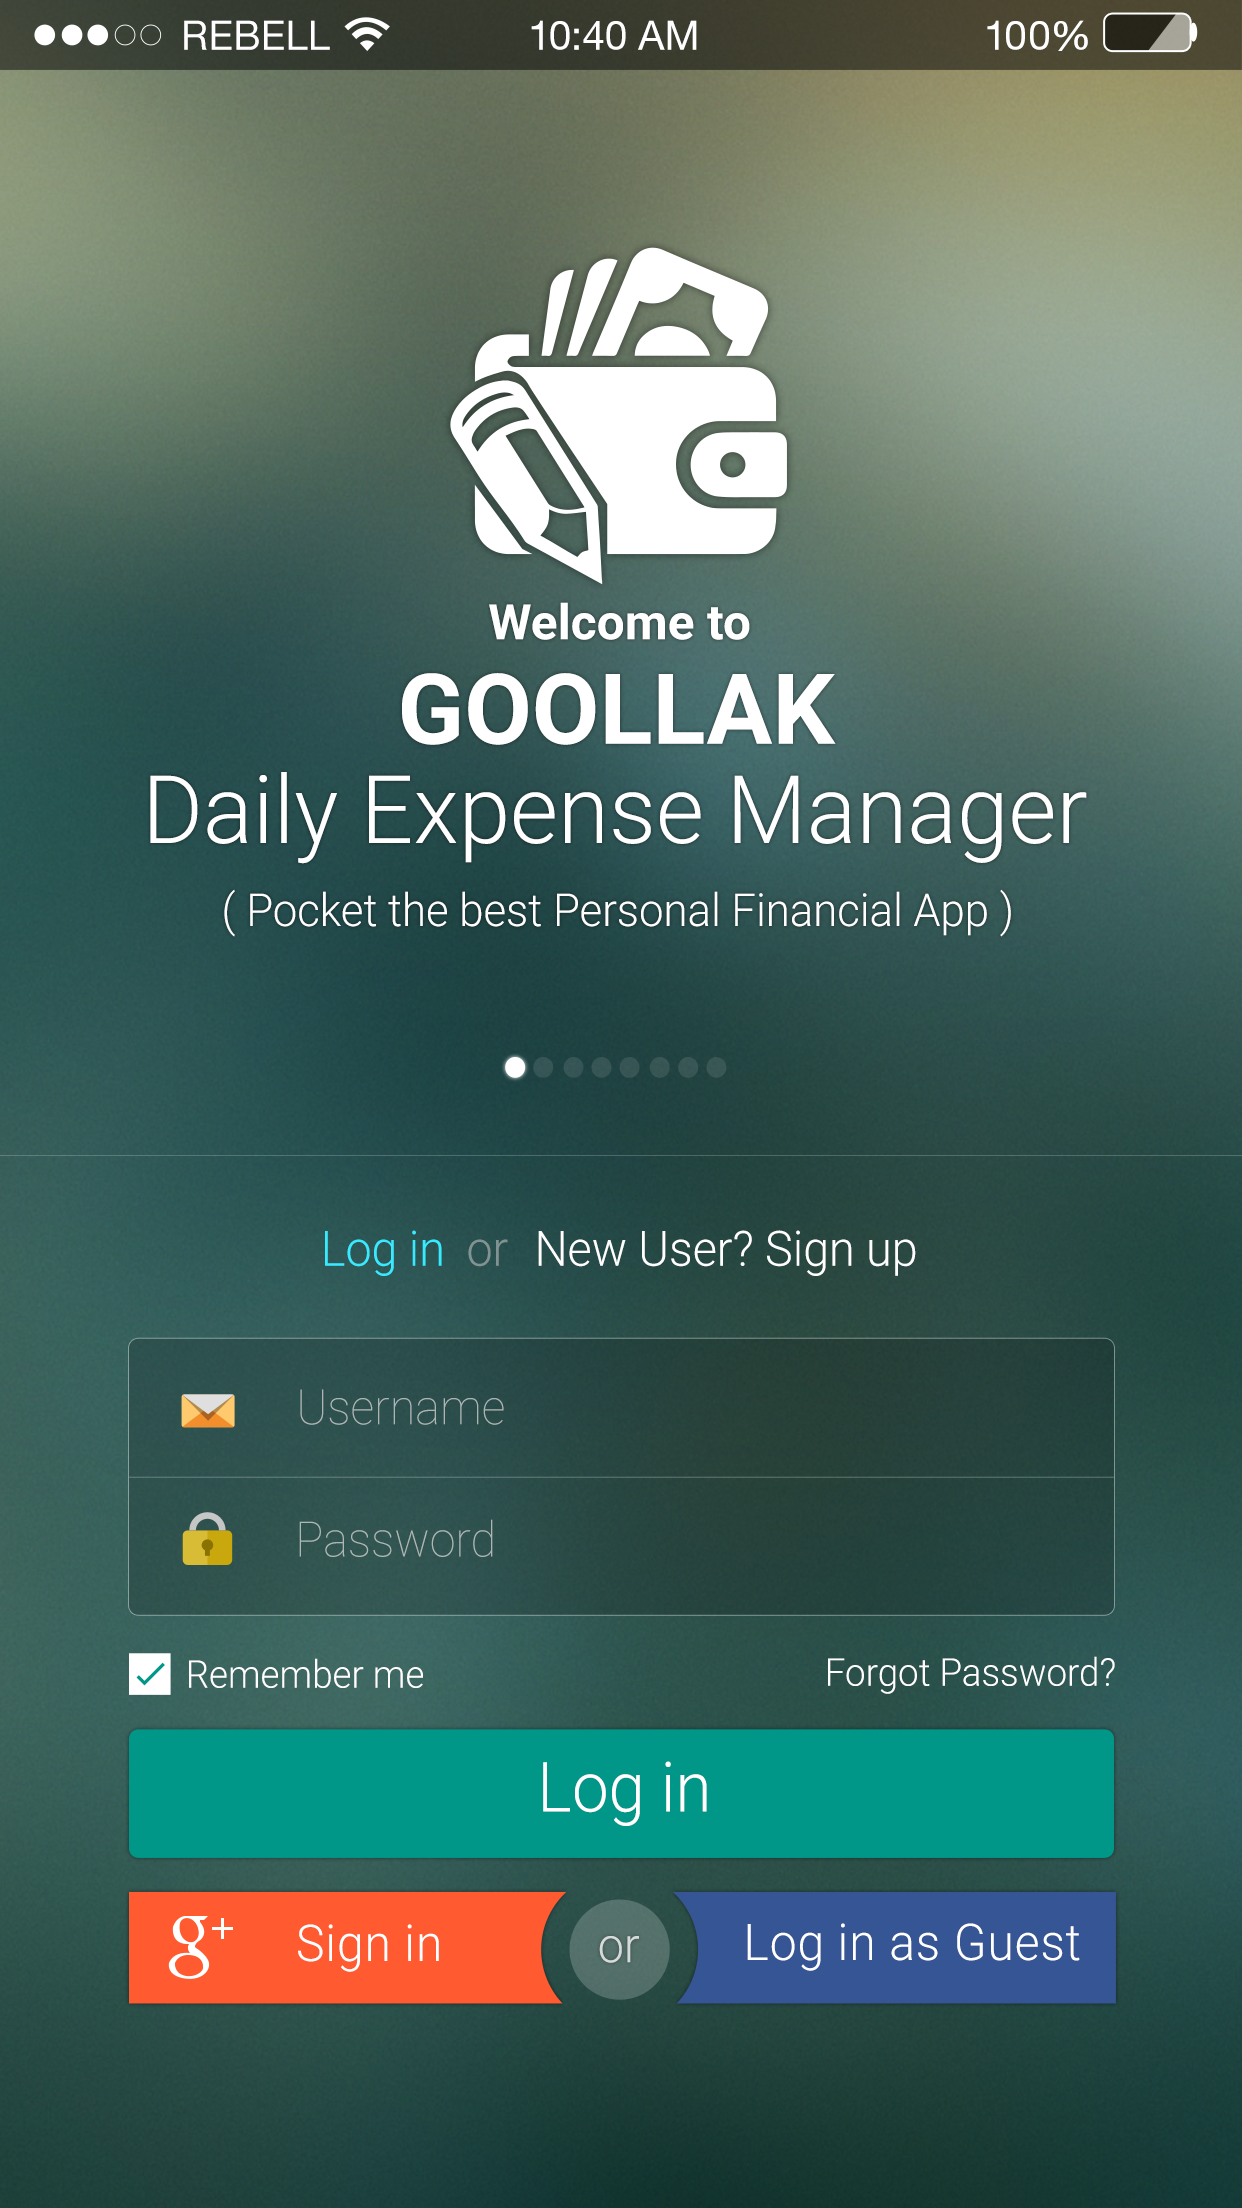 REBELL 10:40 AM 100%
Welcome to
GOOLLAK
Daily Expense Manager
( Pocket the best Personal Financial App )
Log in or New User? Sign up
Username
Password
Remember me Forgot Password?
Log in
g+ Sign in or Log in as Guest